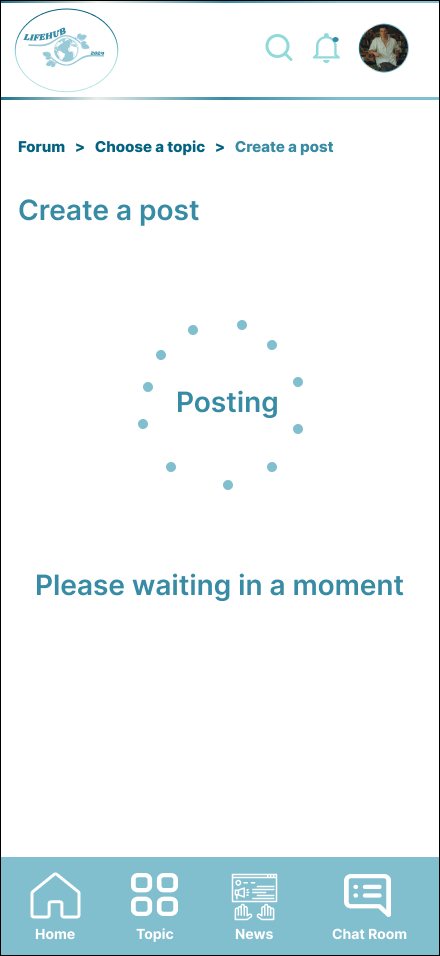 LIFEHUB
2024
Forum > Choose a topic > Create a post
Create a post
Posting
Please waiting in a moment
Home Topic News Chat Room